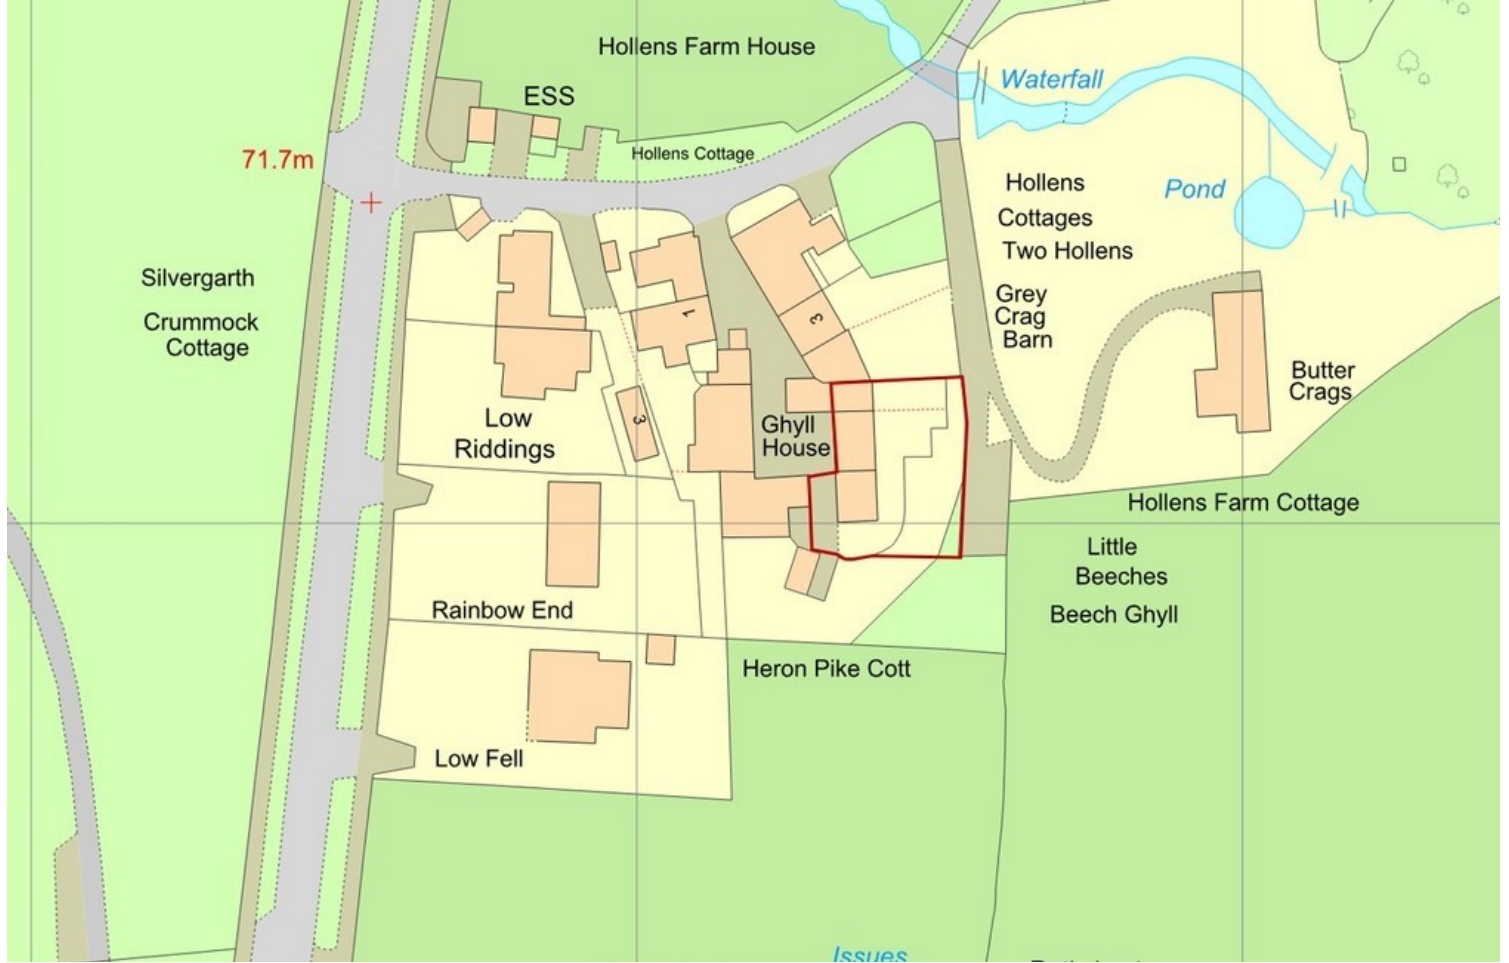 Hollens Farm House
Waterfall
ESS
71.7m
Hollens Cottage
Hollens
Cottages
Two Hollens
Pond
Silvergarth
Crummock
Cottage
Grey
Crag
Barn
1
3
Butter
Crags
Low
Riddings
3
Ghyll
House
Hollens Farm Cottage
Little
Beeches
Beech Ghyll
Rainbow End
Heron Pike Cott
Low Fell
Issues